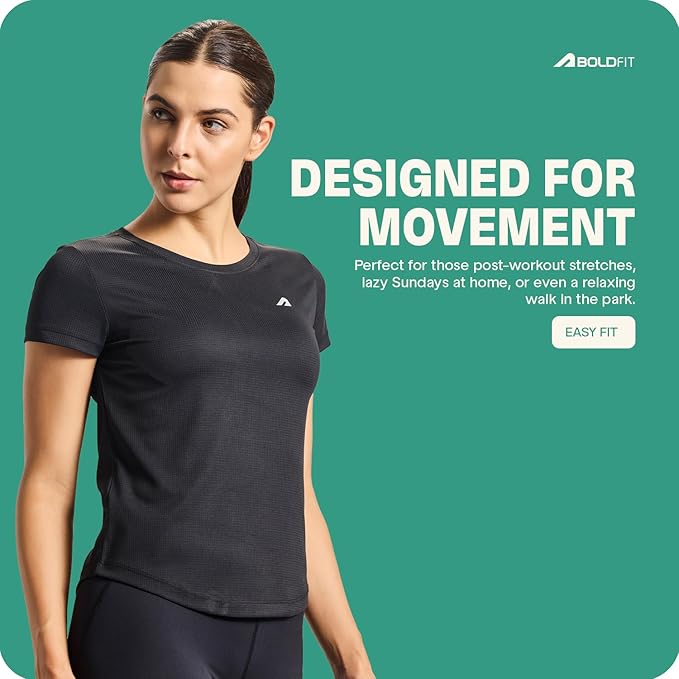 BOLDFIT
DESIGNED FOR
MOVEMENT
Perfect for those post-workout stretches,
lazy Sundays at home, or even a relaxing
walk in the park.
EASY FIT